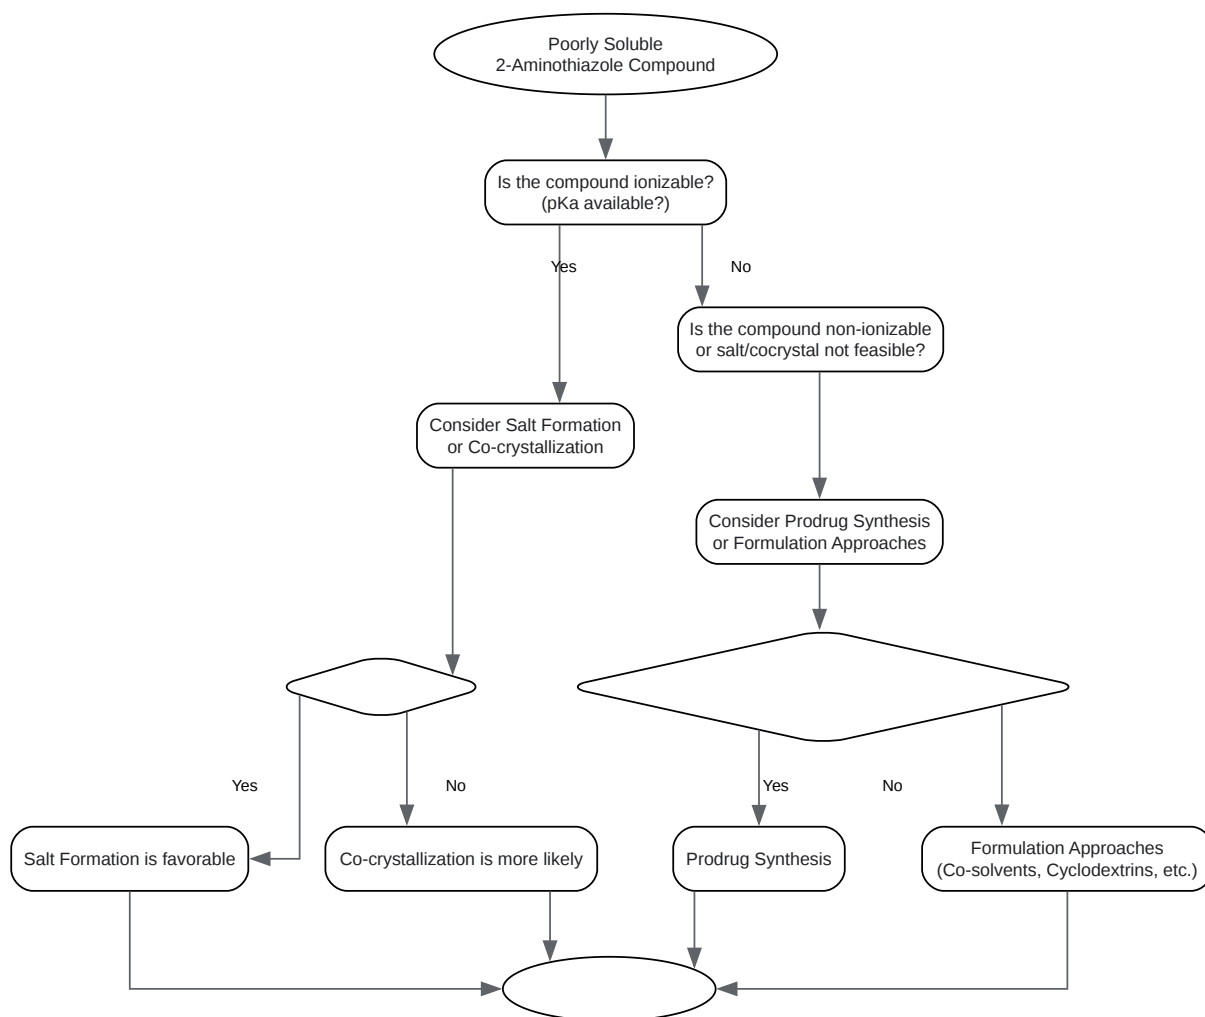 Poorly Soluble
2-Aminothiazole Compound
Is the compound ionizable?
(pKa available?)
Yes
No
Is the compound non-ionizable
or salt/cocrystal not feasible?
Consider Salt Formation
or Co-crystallization
Consider Prodrug Synthesis
or Formulation Approaches
Yes
No
Yes
No
Salt Formation is favorable
Co-crystallization is more likely
Prodrug Synthesis
Formulation Approaches
(Co-solvents, Cyclodextrins, etc.)